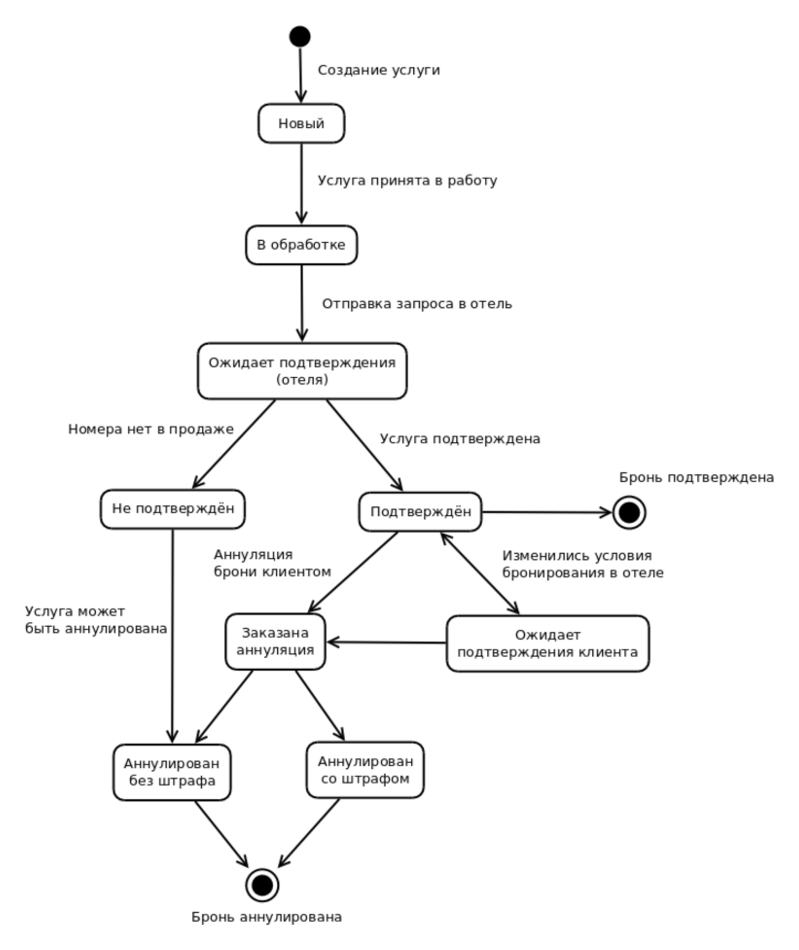 Создание услуги
Новый
Услуга принята в работу
В обработке
Отправка запроса в отель
Ожидает подтверждения
(отеля)
Номера нет в продаже
Услуга подтверждена
Бронь подтверждена
Не подтверждён
Подтверждён
Аннуляция
брони клиентом
Изменились условия
бронирования в отеле
Услуга может
быть аннулирована
Заказана
аннуляция
Ожидает
подтверждения клиента
Аннулирован
без штрафа
Аннулирован
со штрафом
Бронь аннулирована